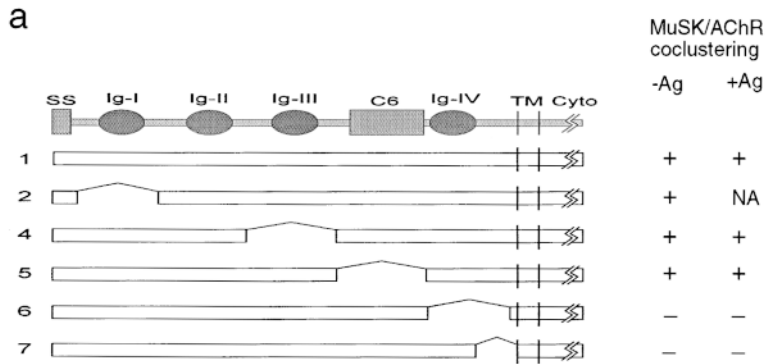 a
MuSK/AChR
coclustering
-Ag +Ag
SS Ig-I Ig-II Ig-III C6 Ig-IV TM Cyto
1 + +
2 + NA
4 + +
5 + +
6 – –
7 – –